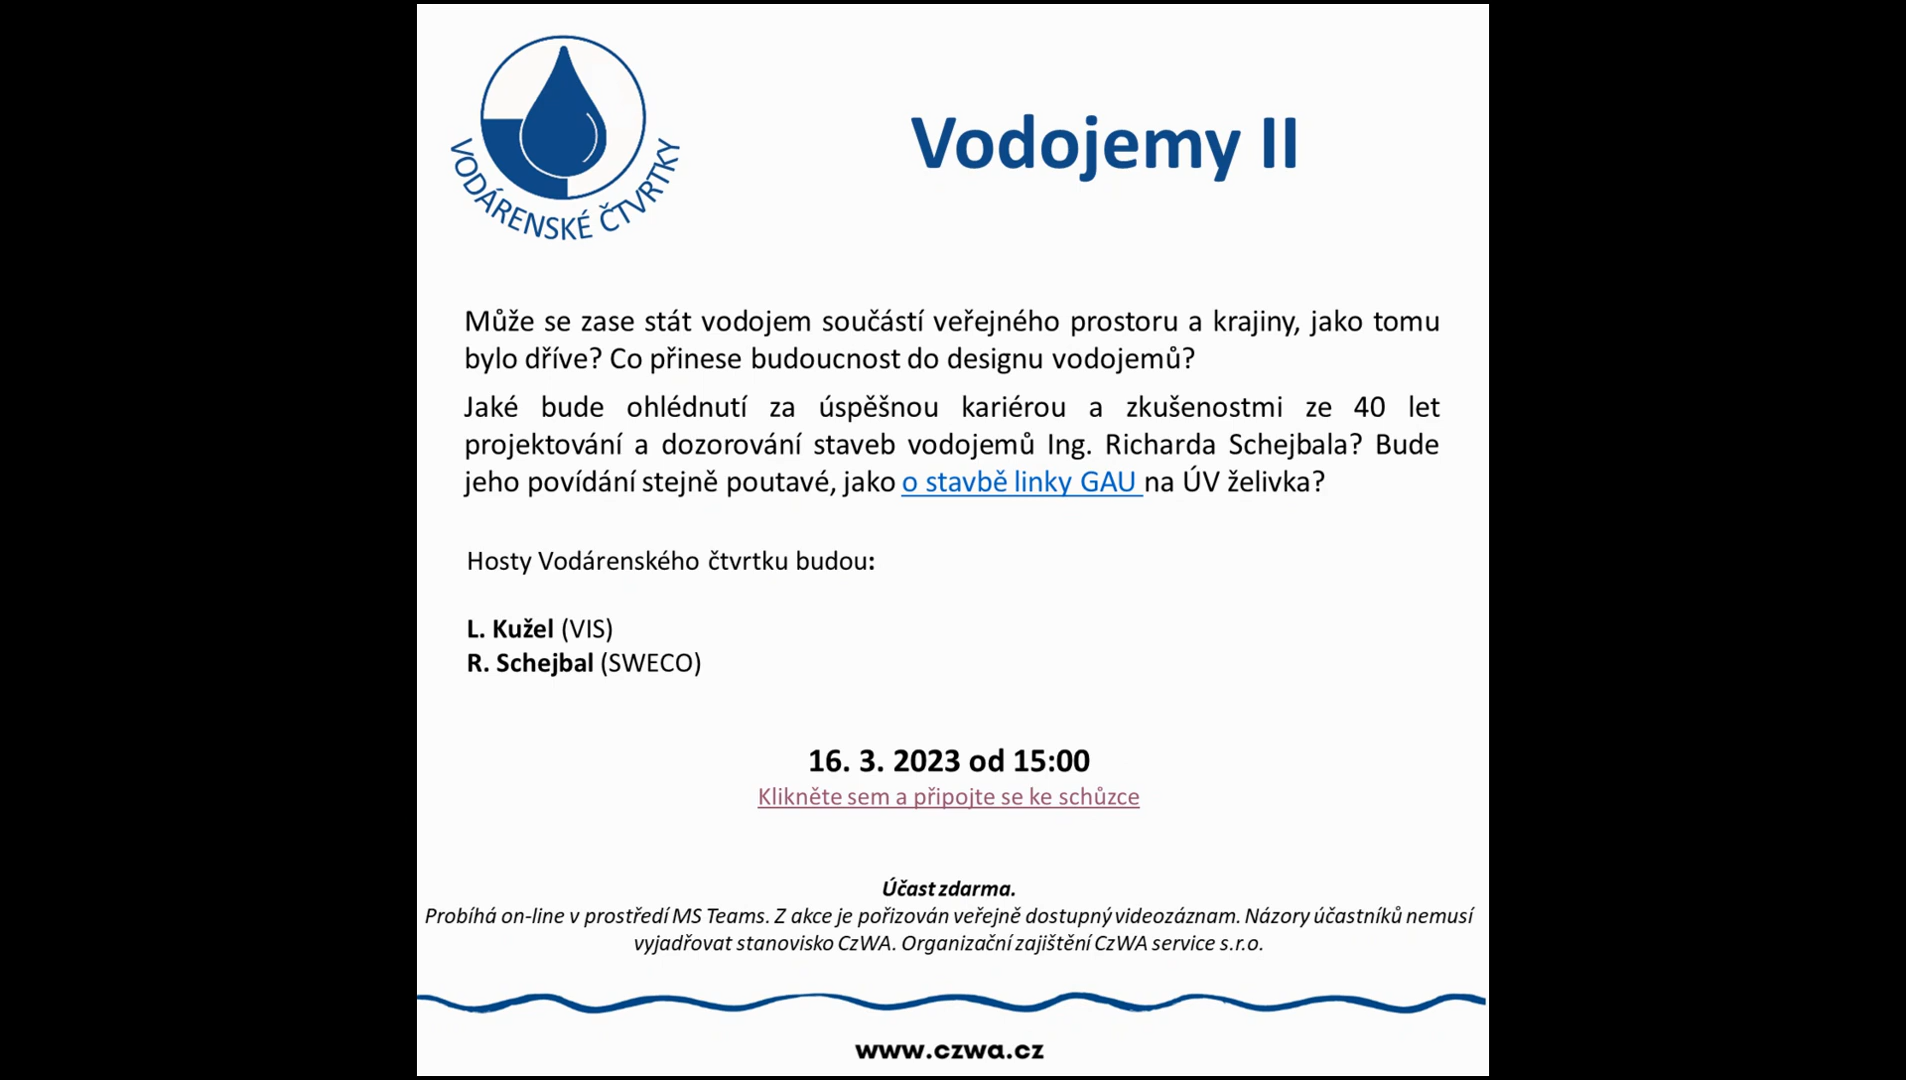 VODÁRENSKÉ ČTVRTKY
Vodojemy II
Může se zase stát vodojem součástí veřejného prostoru a krajiny, jako tomu
bylo dříve? Co přinese budoucnost do designu vodojemů?
Jaké bude ohlédnutí za úspěšnou kariérou a zkušenostmi ze 40 let
projektování a dozorování staveb vodojemů Ing. Richarda Schejbala? Bude
jeho povídání stejně poutavé, jako o stavbě linky GAU na ÚV želivka?
Hosty Vodárenského čtvrtku budou:
L. Kužel (VIS)
R. Schejbal (SWECO)
16. 3. 2023 od 15:00
Klikněte sem a připojte se ke schůzce
Účast zdarma.
Probíhá on-line v prostředí MS Teams. Z akce je pořizován veřejně dostupný videozáznam. Názory účastníků nemusí
vyjadřovat stanovisko CzWA. Organizační zajištění CzWA service s.r.o.
www.czwa.cz